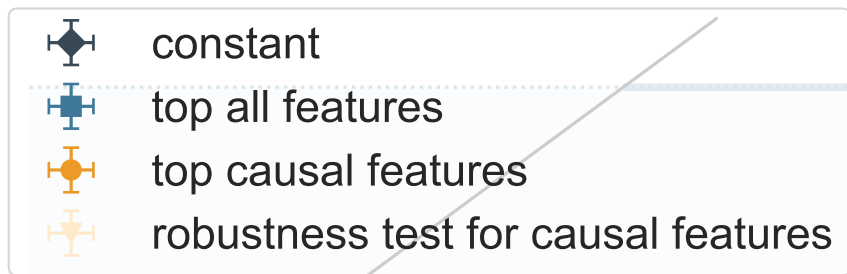 constant
top all features
top causal features
robustness test for causal features